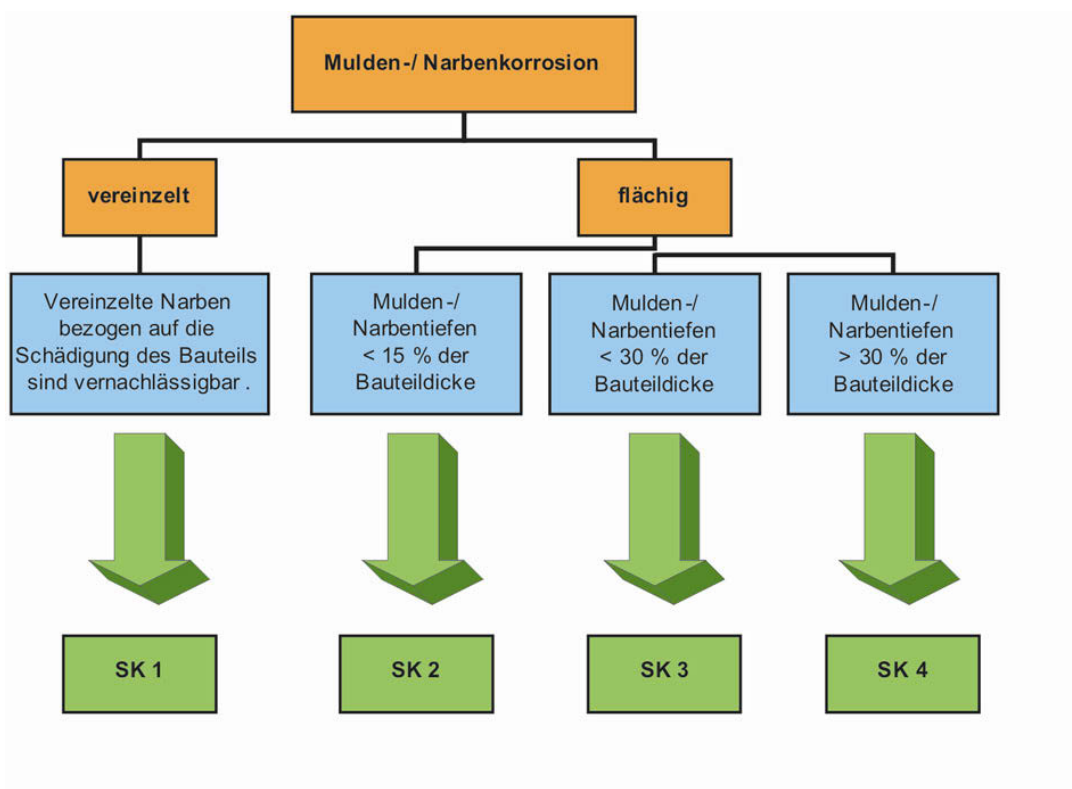 Mulden-/ Narbenkorrosion
vereinzelt
flächig
Vereinzelte Narben
bezogen auf die
Schädigung des Bauteils
sind vernachlässigbar .
Mulden-/
Narbentiefen
< 15 % der
Bauteildicke
Mulden-/
Narbentiefen
< 30 % der
Bauteildicke
Mulden-/
Narbentiefen
> 30 % der
Bauteildicke
SK 1
SK 2
SK 3
SK 4